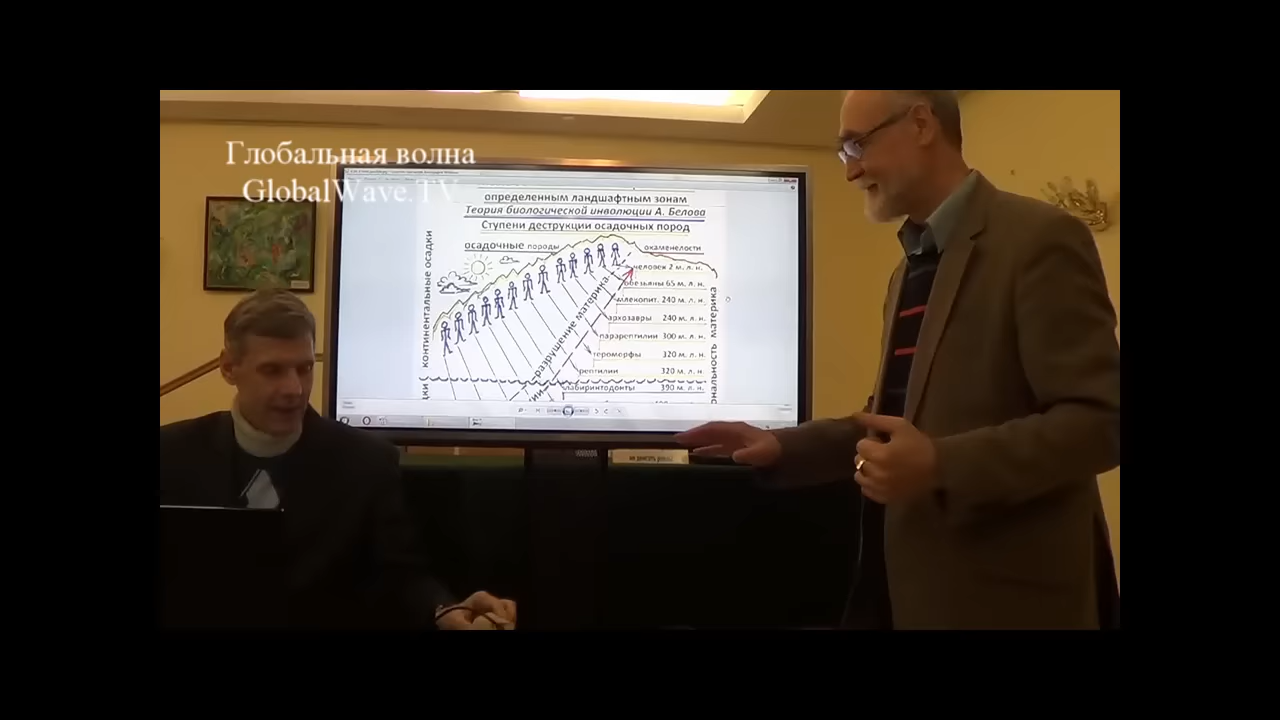 Глобальная волна
GlobalWave.TV
определенным ландшафтным зонам
Теория биологической инволюции А. Белова
Ступени деструкции осадочных пород
осадочные породы
окаменелости
континентальные осадки
разрушение материка
человек 2 м. л. н.
обезьяны 65 м. л. н.
млекопит. 240 м. л. н.
архозавры 240 м. л. н.
парарептилии 300 м. л. н.
тероморфы 320 м. л. н.
рептилии 320 м. л. н.
лабиринтодонты 390 м. л. н.
ональность материка